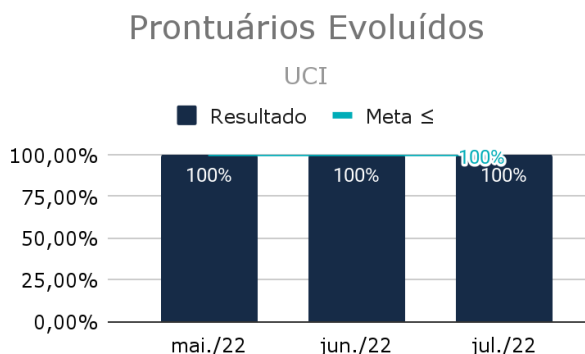 Prontuários Evoluídos
UCI
Resultado Meta ≤
100,00%
75,00%
50,00%
25,00%
0,00%
100% 100% 100%
100%
mai./22 jun./22 jul./22